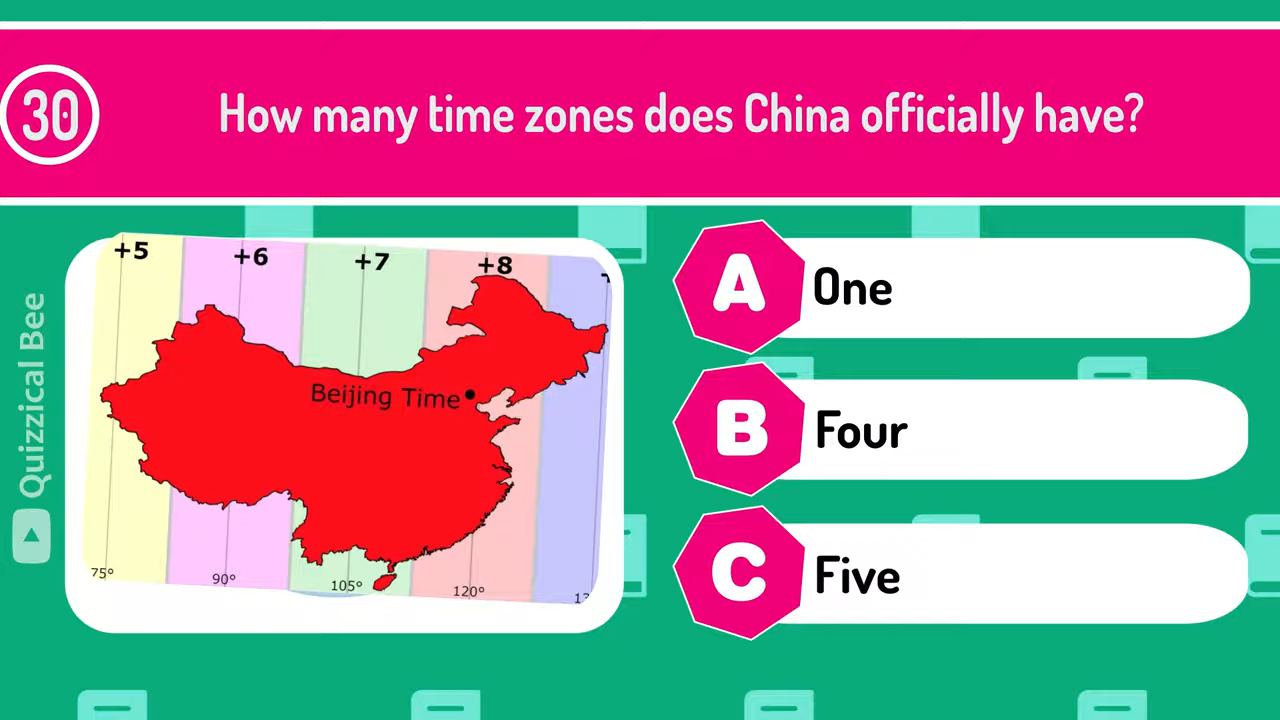 30
How many time zones does China officially have?
+5
+6
+7
+8
Beijing Time
75°
90°
105°
120°
A
One
B
Four
C
Five
Quizzical Bee